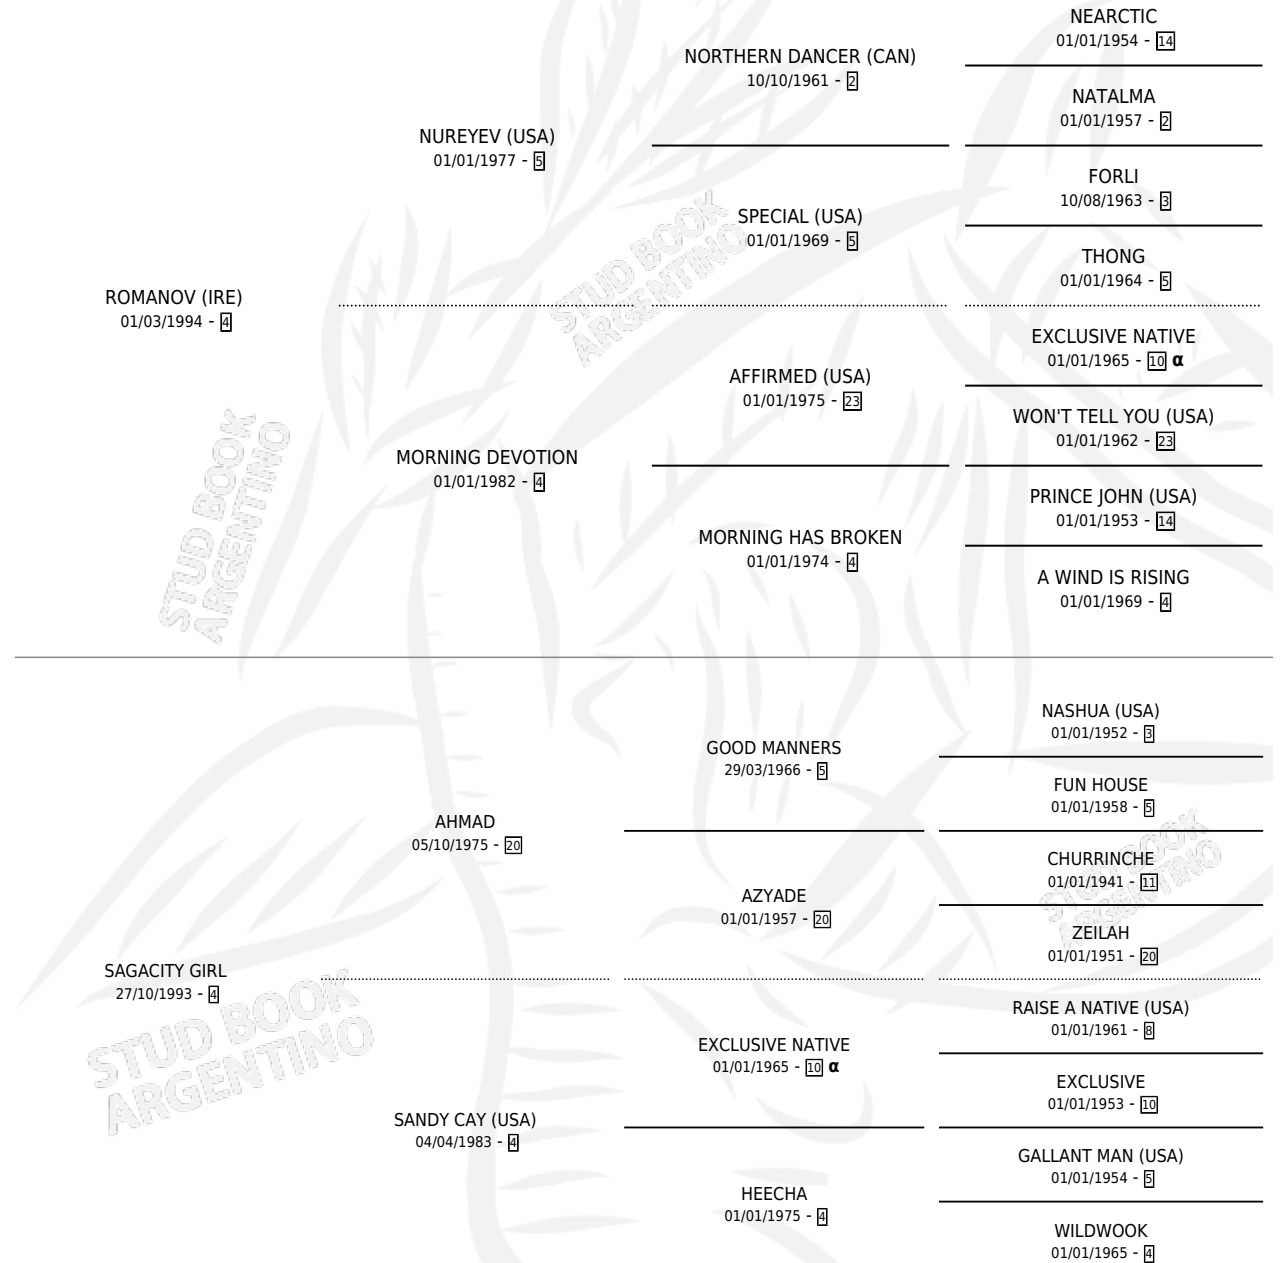 NEARCTIC
01/01/1954 - 14
NORTHERN DANCER (CAN)
10/10/1961 - 2
NATALMA
01/01/1957 - 2
NUREYEV (USA)
01/01/1977 - 5
FORLI
10/08/1963 - 3
SPECIAL (USA)
01/01/1969 - 5
THONG
01/01/1964 - 5
ROMANOV (IRE)
01/03/1994 - 4
EXCLUSIVE NATIVE
01/01/1965 - 10 α
AFFIRMED (USA)
01/01/1975 - 23
WON'T TELL YOU (USA)
01/01/1962 - 23
MORNING DEVOTION
01/01/1982 - 4
PRINCE JOHN (USA)
01/01/1953 - 14
MORNING HAS BROKEN
01/01/1974 - 4
A WIND IS RISING
01/01/1969 - 4
NASHUA (USA)
01/01/1952 - 3
GOOD MANNERS
29/03/1966 - 5
FUN HOUSE
01/01/1958 - 5
AHMAD
05/10/1975 - 20
CHURRINCHE
01/01/1941 - 11
AZYADE
01/01/1957 - 20
ZEILAH
01/01/1951 - 20
SAGACITY GIRL
27/10/1993 - 4
RAISE A NATIVE (USA)
01/01/1961 - 8
EXCLUSIVE NATIVE
01/01/1965 - 10 α
EXCLUSIVE
01/01/1953 - 10
SANDY CAY (USA)
04/04/1983 - 4
GALLANT MAN (USA)
01/01/1954 - 5
HEECHA
01/01/1975 - 4
WILDWOOK
01/01/1965 - 4
STUD BOOK
ARGENTINO
STUD BOOK
ARGENTINO
STUD BOOK
ARGENTINO
STUD BOOK
ARGENTINO